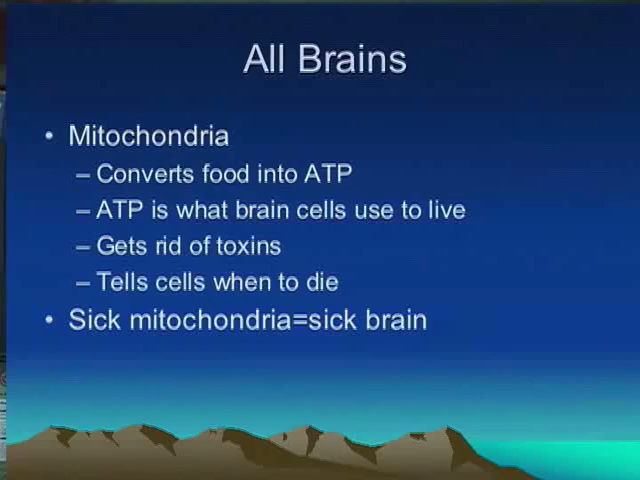 All Brains
• Mitochondria
– Converts food into ATP
– ATP is what brain cells use to live
– Gets rid of toxins
– Tells cells when to die
• Sick mitochondria=sick brain